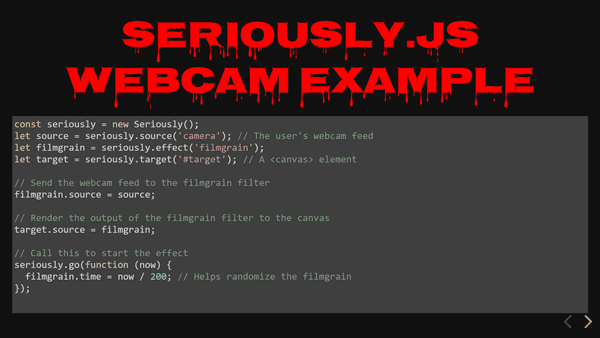 SERIOUSLY.JS
WEBCAM EXAMPLE
const seriously = new Seriously();
let source = seriously.source('camera'); // The user's webcam feed
let filmgrain = seriously.effect('filmgrain');
let target = seriously.target('#target'); // A <canvas> element

// Send the webcam feed to the filmgrain filter
filmgrain.source = source;

// Render the output of the filmgrain filter to the canvas
target.source = filmgrain;

// Call this to start the effect
seriously.go(function (now) {
  filmgrain.time = now / 200; // Helps randomize the filmgrain
});